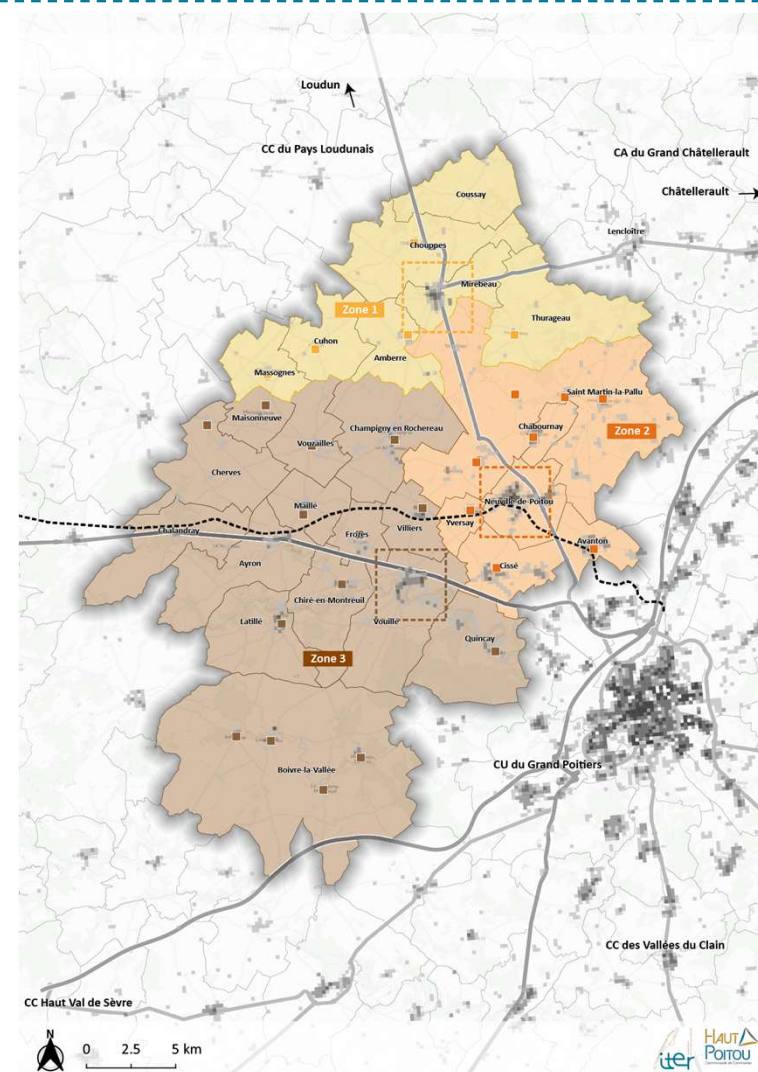 Loudun
CC du Pays Loudunais
CA du Grand Châtellerault
Châtellerault
Coussay
Lencloître
Chouppes
Mirebeau
Zone 1
Thurageau
Cuhon
Amberre
Massognes
Saint Martin-la-Pallu
Maisonneuve
Champigny en Rochereau
Chabournay
Zone 2
Vouzailles
Cherves
Neuville-de-Poitou
Maillé
Villiers
Yversay
Chalandray
Frozes
Avanton
Ayron
Cissé
Chiré-en-Montreuil
Latillé
Vouillé
Quincay
Zone 3
CU du Grand Poitiers
Boivre-la-Vallée
CC des Vallées du Clain
CC Haut Val de Sèvre
N
0 2.5 5 km
iter
HAUT
POITOU